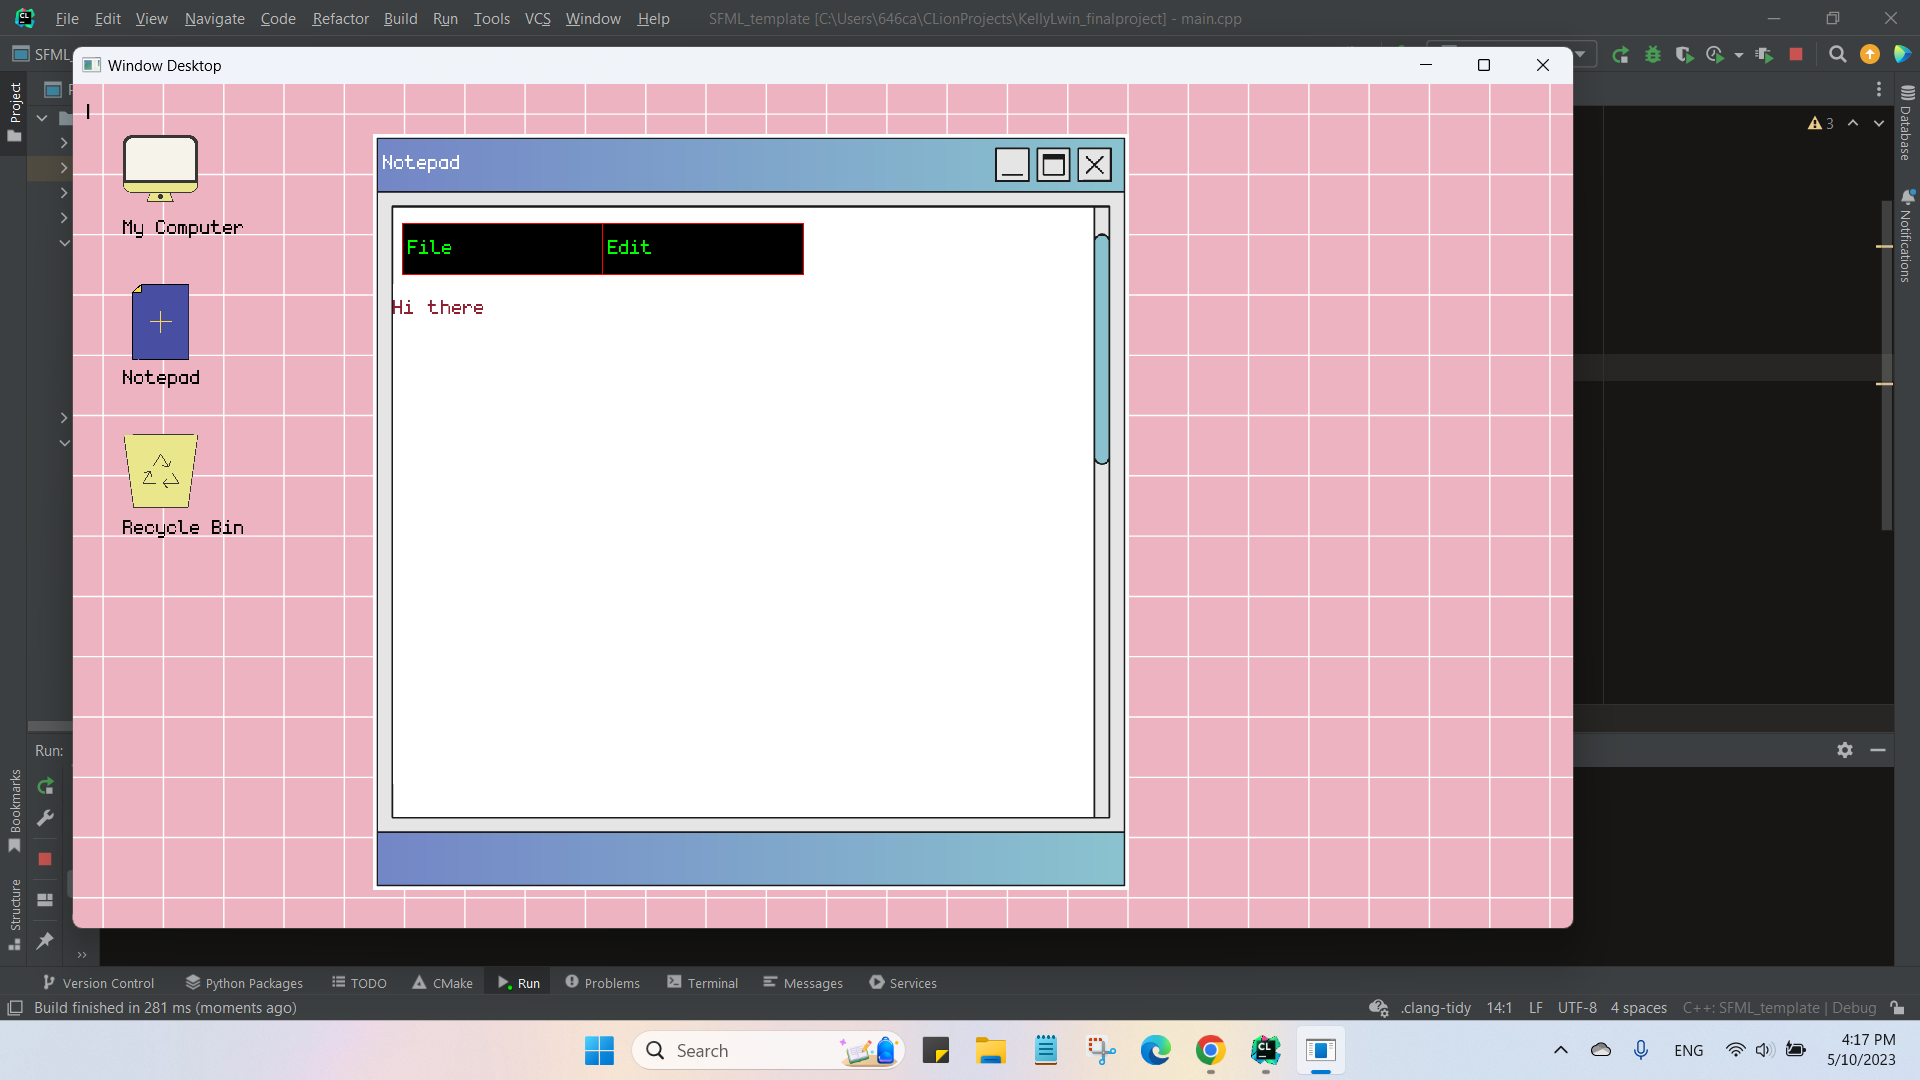 File Edit View Navigate Code Refactor Build Run Tools VCS Window Help SFML_template [C:\Users\646ca\CLionProjects\KellyLwin_finalproject] - main.cpp
SFML_
Window Desktop
Project
P
3
Database
Notifications
My Computer
Notepad
Recycle Bin
Notepad
File Edit
Hi there
Run:
Bookmarks
Structure
Version Control Python Packages TODO CMake Run Problems Terminal Messages Services
Build finished in 281 ms (moments ago) .clang-tidy 14:1 LF UTF-8 4 spaces C++: SFML_template | Debug
Search
ENG
4:17 PM
5/10/2023